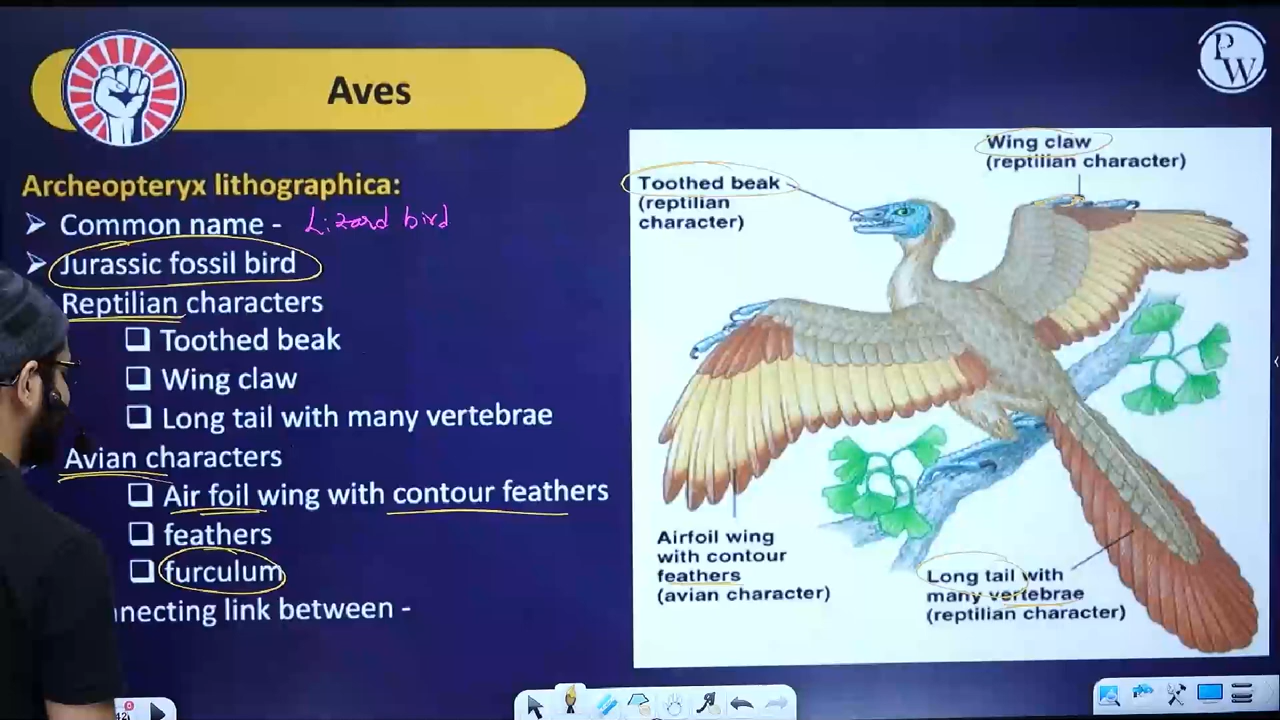 Aves
PW
Archeopteryx lithographica:
Common name - Lizard bird
Jurassic fossil bird
Reptilian characters
Toothed beak
Wing claw
Long tail with many vertebrae
Avian characters
Air foil wing with contour feathers
feathers
furculum
link between -
Wing claw
(reptilian character)
Toothed beak
(reptilian
character)
Airfoil wing
with contour
feathers
(avian character)
Long tail with
many vertebrae
(reptilian character)